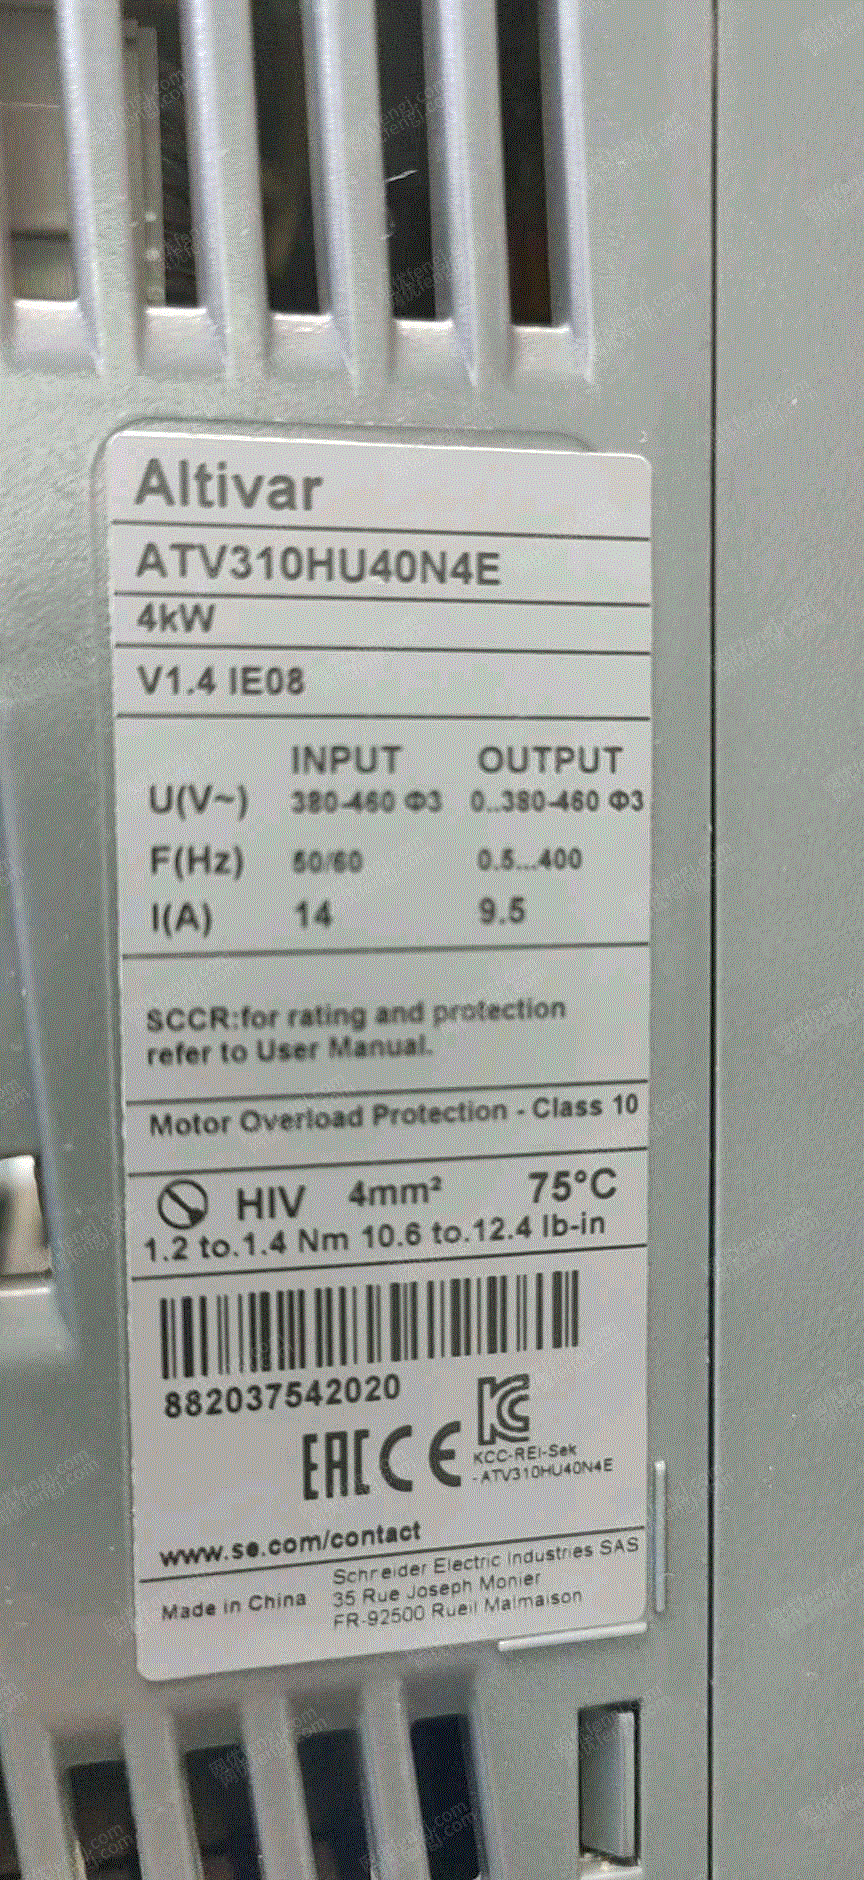 Altivar
ATV310HU40N4E
4kW
V1.4 IE08
INPUT OUTPUT
U(V~) 380-460 Φ3 0..380-460 Φ3
F(Hz) 50/60 0.5...400
I(A) 14 9.5
SCCR:for rating and protection
refer to User Manual.
Motor Overload Protection - Class 10
HIV 4mm² 75°C
1.2 to.1.4 Nm 10.6 to.12.4 lb-in
882037542020
EAC CE KC
KCC-REI-Sek
- ATV310HU40N4E
www.se.com/contact
Made in China
Schreider Electric Industries SAS
35 Rue Joseph Monier
FR-92500 Rueil Malmaison